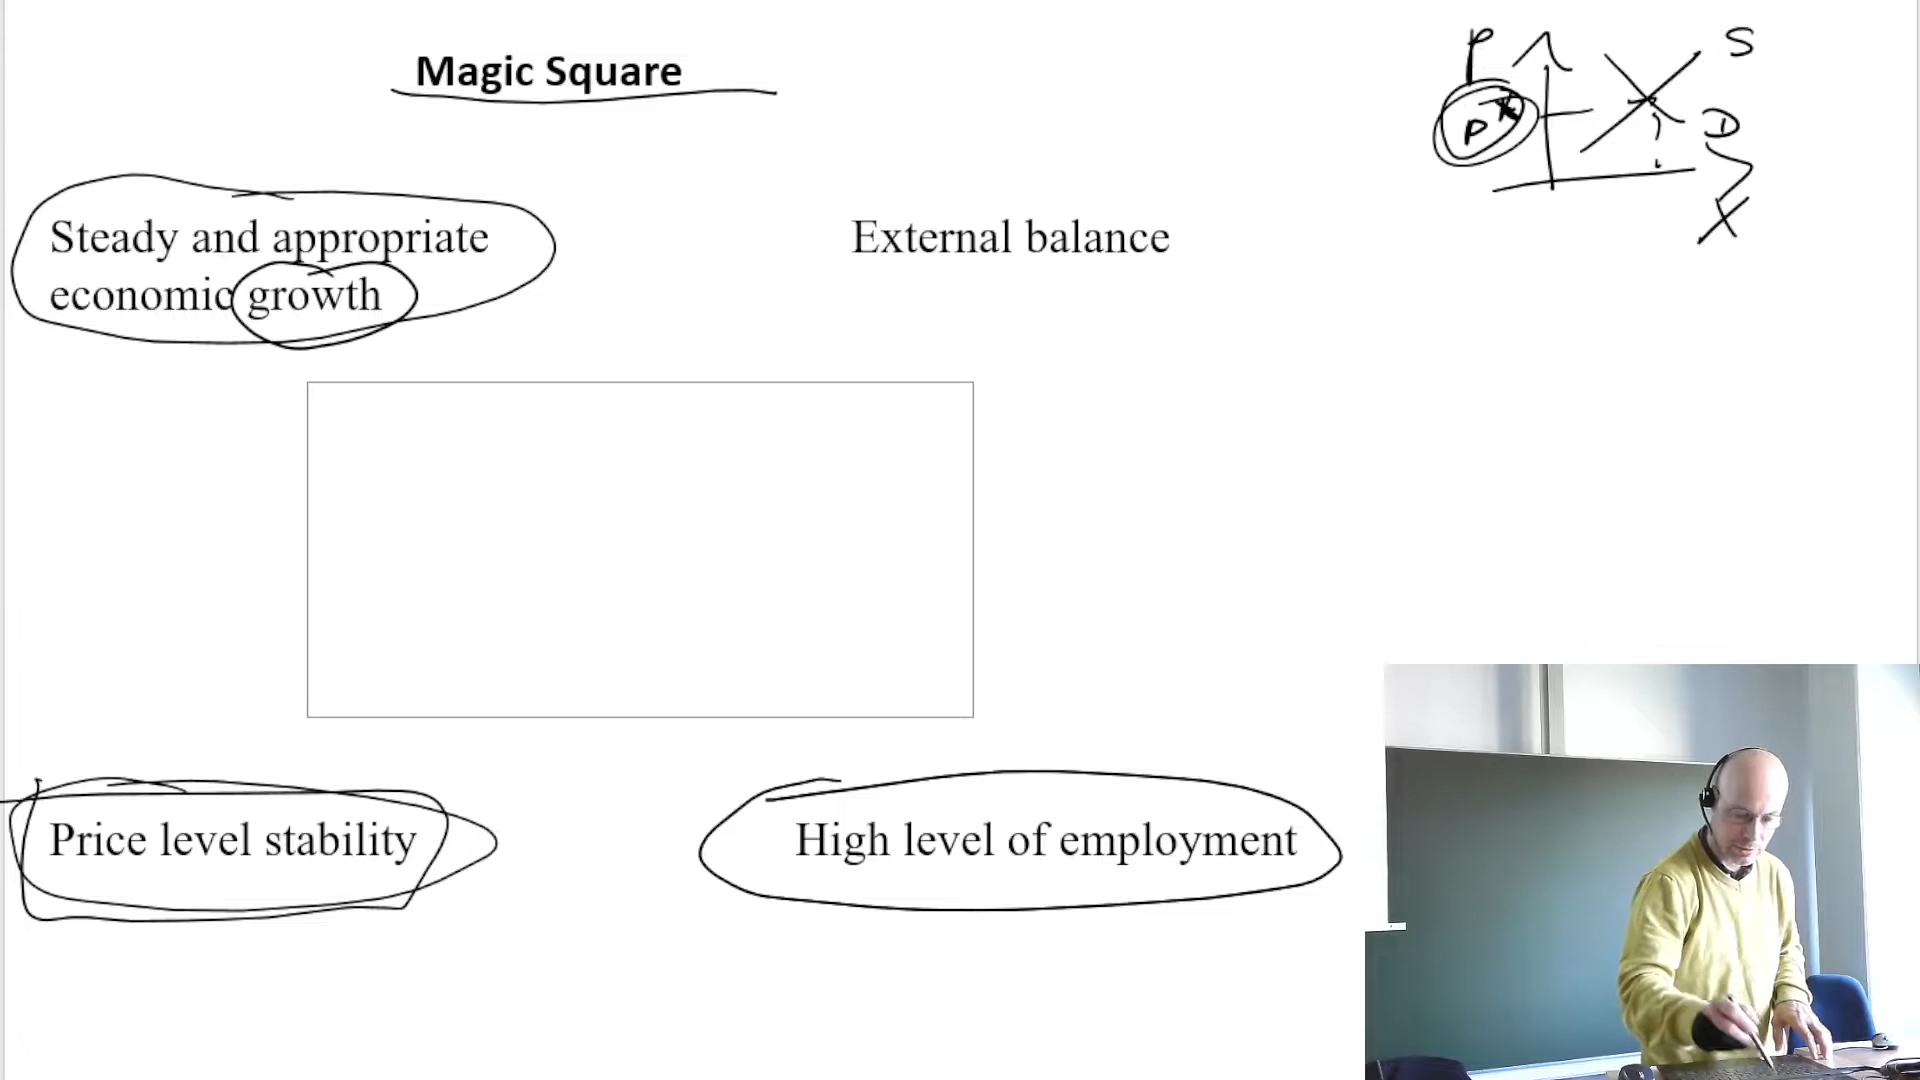 Magic Square
P
S
P*
D
X
Steady and appropriate
economic growth
External balance
Price level stability
High level of employment